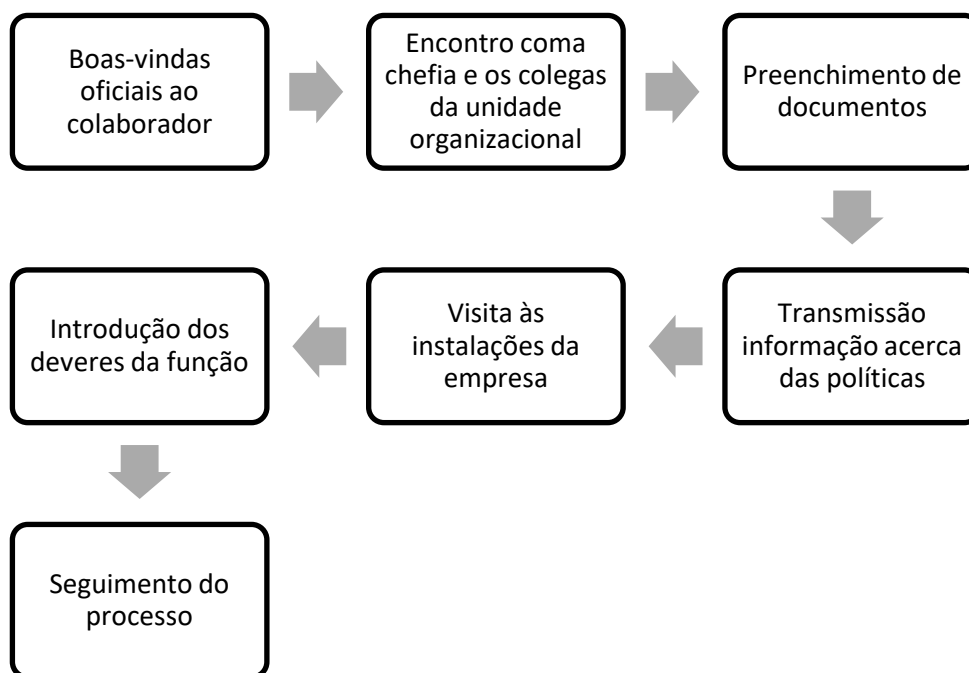 Boas-vindas
oficiais ao
colaborador
Encontro coma
chefia e os colegas
da unidade
organizacional
Preenchimento de
documentos
Transmissão
informação acerca
das políticas
Visita às
instalações da
empresa
Introdução dos
deveres da função
Seguimento do
processo